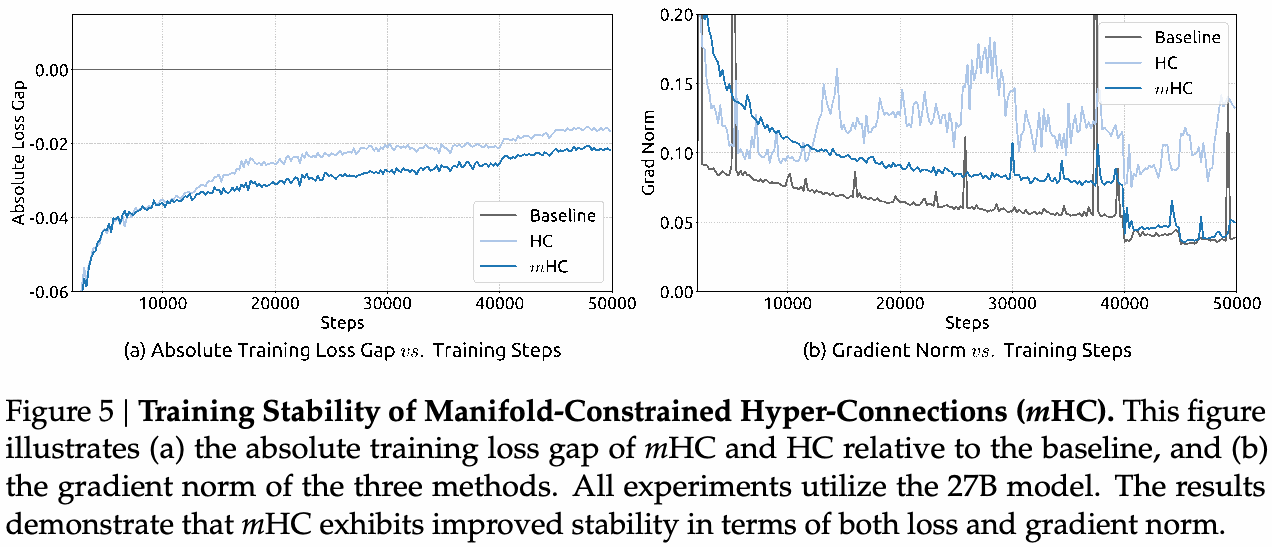 0.00
-0.02
-0.04
-0.06
Absolute Loss Gap
Baseline
HC
mHC
10000 20000 30000 40000 50000
Steps
(a) Absolute Training Loss Gap vs. Training Steps
0.20
0.15
0.10
0.05
0.00
Grad Norm
Baseline
HC
mHC
10000 20000 30000 40000 50000
Steps
(b) Gradient Norm vs. Training Steps
Figure 5 | Training Stability of Manifold-Constrained Hyper-Connections (mHC). This figure
illustrates (a) the absolute training loss gap of mHC and HC relative to the baseline, and (b)
the gradient norm of the three methods. All experiments utilize the 27B model. The results
demonstrate that mHC exhibits improved stability in terms of both loss and gradient norm.